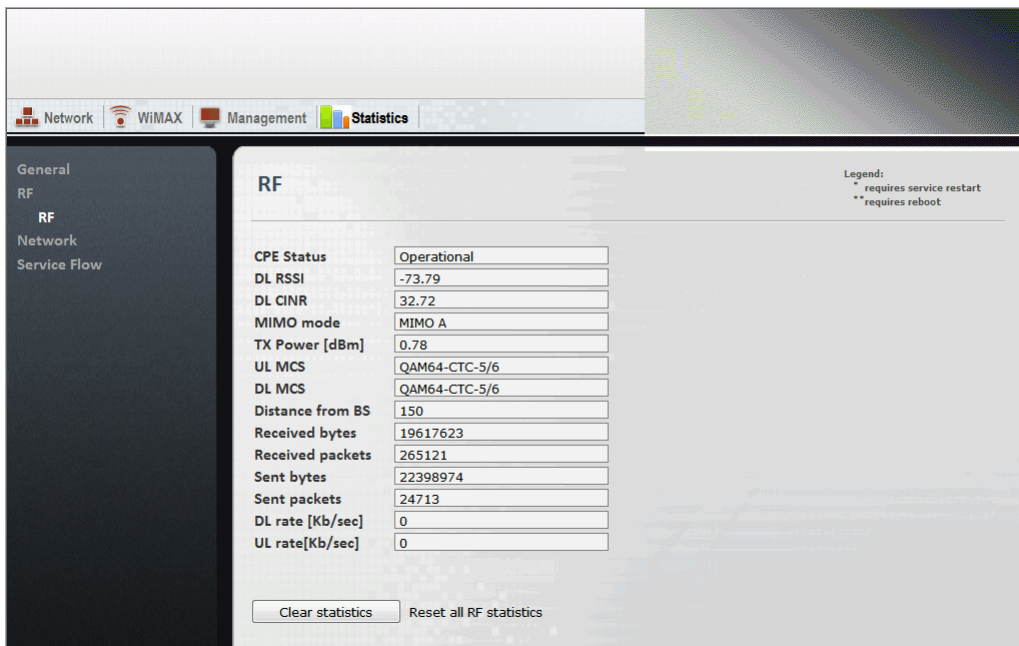 Network WiMAX Management Statistics
General
RF
RF
Network
Service Flow
RF
Legend:
* requires service restart
**requires reboot
CPE Status Operational
DL RSSI -73.79
DL CINR 32.72
MIMO mode MIMO A
TX Power [dBm] 0.78
UL MCS QAM64-CTC-5/6
DL MCS QAM64-CTC-5/6
Distance from BS 150
Received bytes 19617623
Received packets 265121
Sent bytes 22398974
Sent packets 24713
DL rate [Kb/sec] 0
UL rate[Kb/sec] 0
Clear statistics Reset all RF statistics